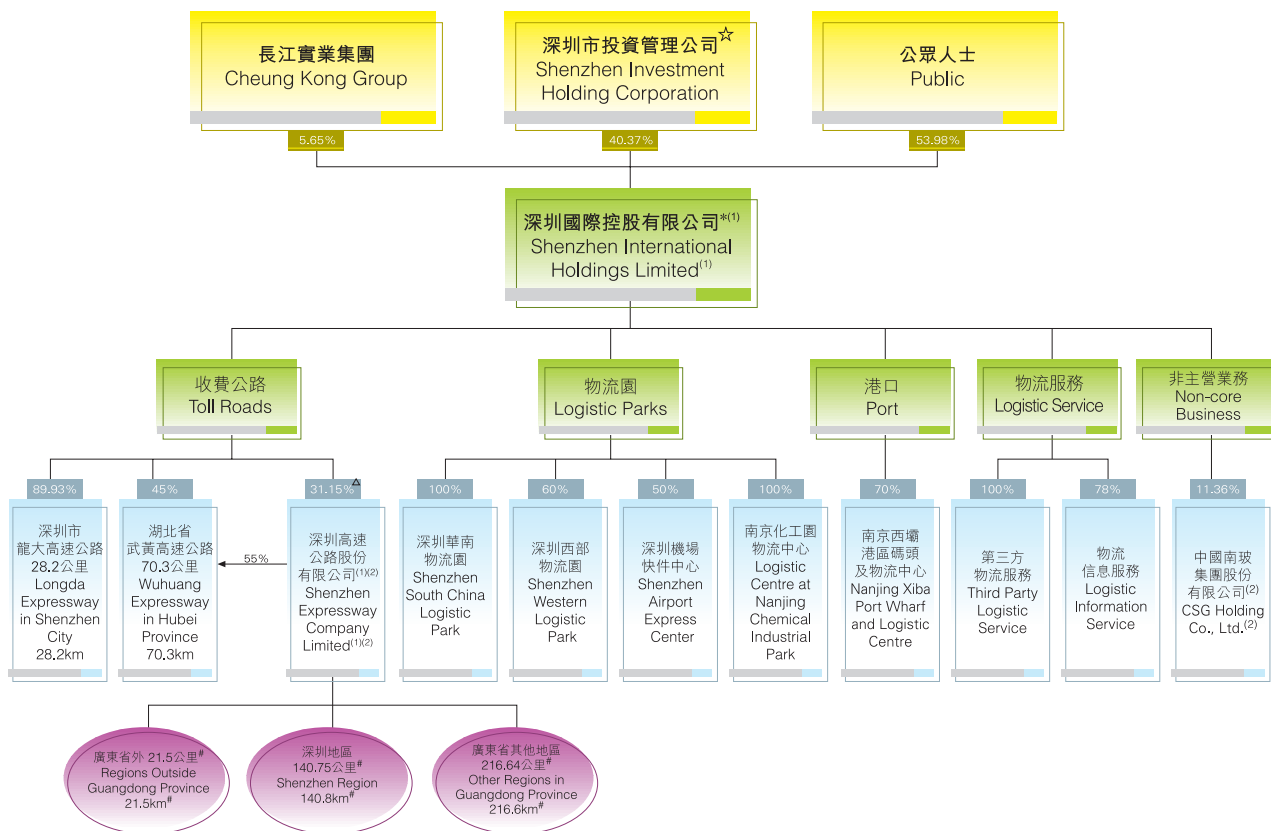 長江實業集團
Cheung Kong Group
深圳市投資管理公司☆
Shenzhen Investment
Holding Corporation
公眾人士
Public
5.65%
40.37%
53.98%
深圳國際控股有限公司*(1)
Shenzhen International
Holdings Limited(1)
收費公路
Toll Roads
物流園
Logistic Parks
港口
Port
物流服務
Logistic Service
非主營業務
Non-core
Business
89.93%
深圳市
龍大高速公路
28.2公里
Longda
Expressway
in Shenzhen
City
28.2km
45%
湖北省
武黃高速公路
70.3公里
Wuhuang
Expressway
in Hubei
Province
70.3km
55%
31.15%△
深圳高速
公路股份
有限公司(1)(2)
Shenzhen
Expressway
Company
Limited(1)(2)
100%
深圳華南
物流園
Shenzhen
South China
Logistic
Park
60%
深圳西部
物流園
Shenzhen
Western
Logistic
Park
50%
深圳機場
快件中心
Shenzhen
Airport
Express
Center
100%
南京化工園
物流中心
Logistic
Centre at
Nanjing
Chemical
Industrial
Park
70%
南京西壩
港區碼頭
及物流中心
Nanjing Xiba
Port Wharf
and Logistic
Centre
100%
第三方
物流服務
Third Party
Logistic
Service
78%
物流
信息服務
Logistic
Information
Service
11.36%
中國南玻
集團股份
有限公司(2)
CSG Holding
Co., Ltd.(2)
廣東省外 21.5公里#
Regions Outside
Guangdong Province
21.5km#
深圳地區
140.75公里#
Shenzhen Region
140.8km#
廣東省其他地區
216.64公里#
Other Regions in
Guangdong Province
216.6km#